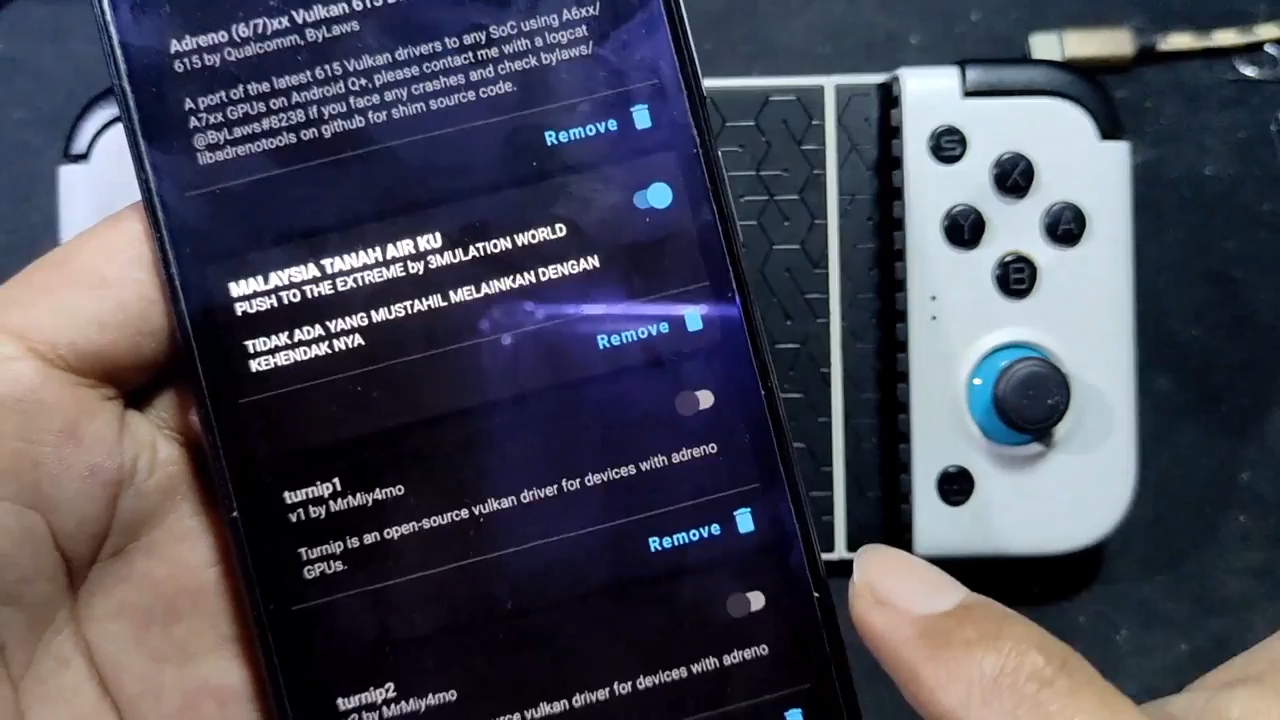 Adreno (6/7)xx Vulkan 615
615 by Qualcomm, ByLaws
A port of the latest 615 Vulkan drivers to any SoC using A6xx/
A7xx GPUs on Android Q+, please contact me with a logcat
@ByLaws#8238 if you face any crashes and check bylaws/
libadrenotools on github for shim source code.
Remove
MALAYSIA TANAH AIR KU
PUSH TO THE EXTREME by 3MULATION WORLD
TIDAK ADA YANG MUSTAHIL MELAINKAN DENGAN
KEHENDAK NYA
Remove
turnip1
v1 by MrMiy4mo
Turnip is an open-source vulkan driver for devices with adreno
GPUs.
Remove
turnip2
by MrMiy4mo
vulkan driver for devices with adreno
S
X
Y
A
B